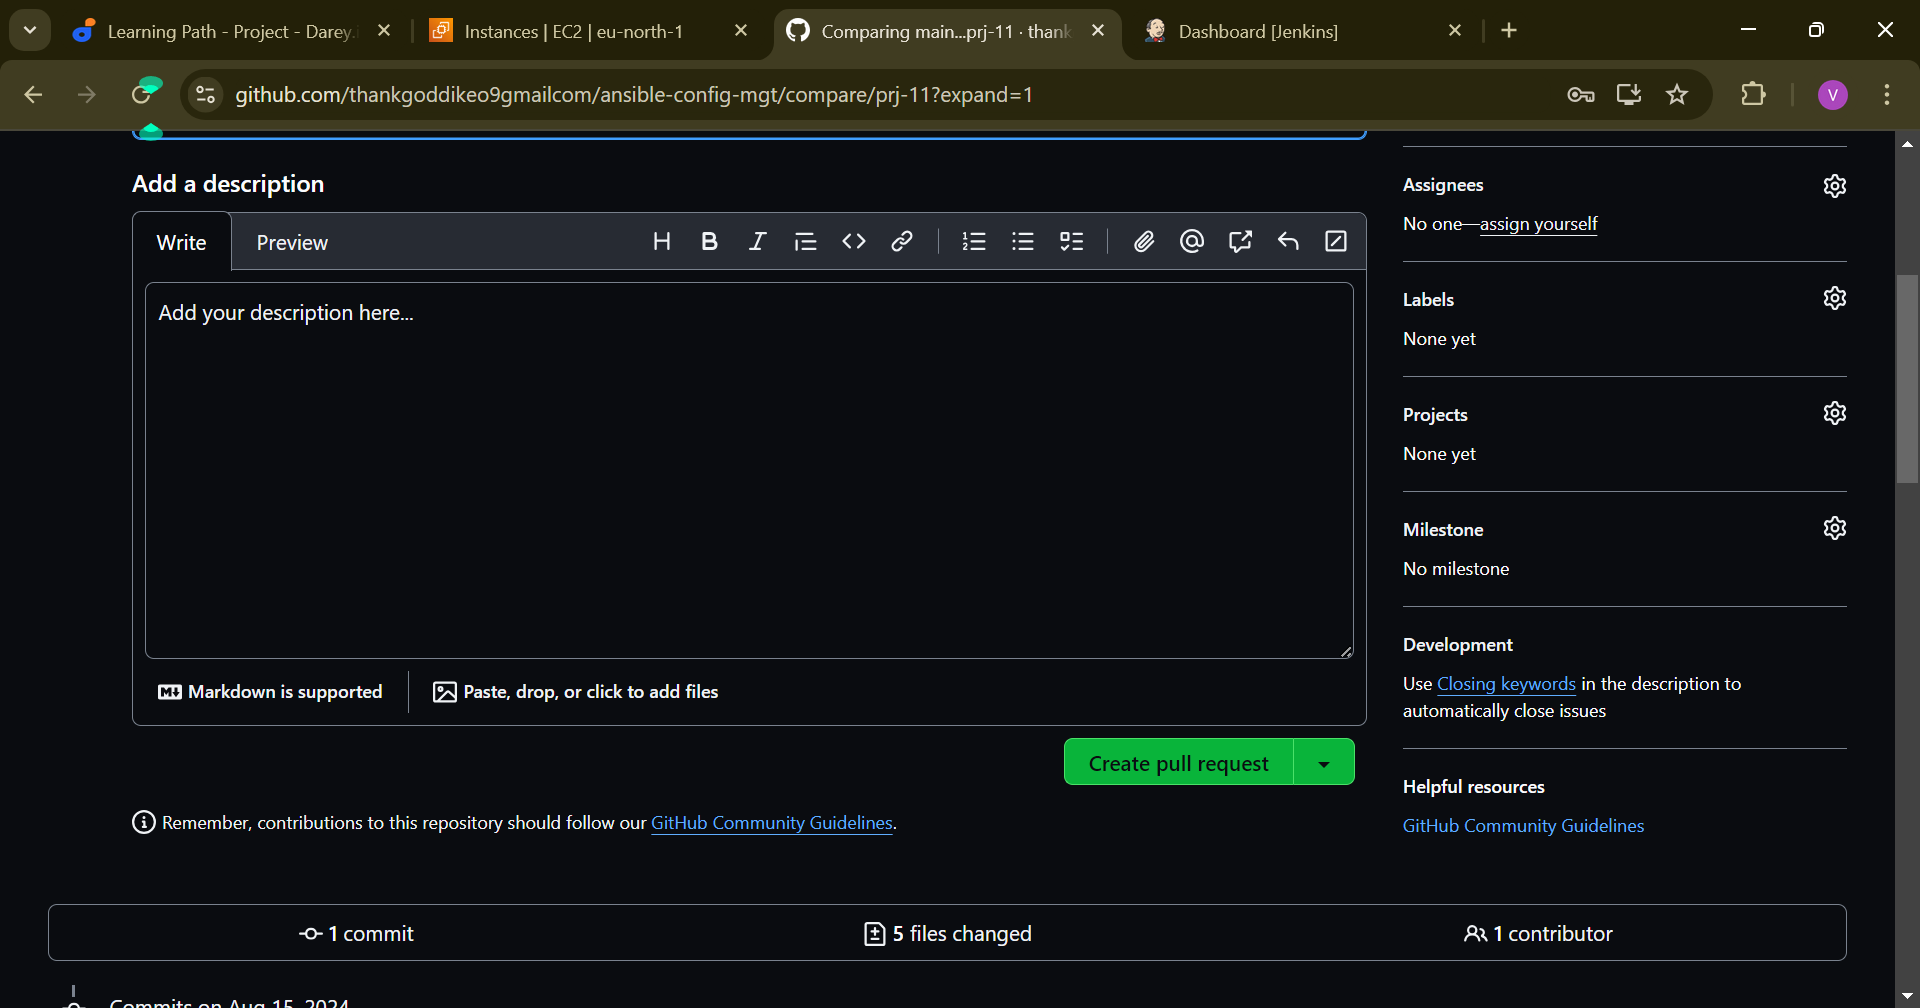 Learning Path - Project - Darey.
Instances | EC2 | eu-north-1
Comparing main...prj-11 · thank
Dashboard [Jenkins]
github.com/thankgoddikeo9gmailcom/ansible-config-mgt/compare/prj-11?expand=1
V
Add a description
Write
Preview
Add your description here...
Markdown is supported
Paste, drop, or click to add files
Create pull request
Remember, contributions to this repository should follow our GitHub Community Guidelines.
Assignees
No one—assign yourself
Labels
None yet
Projects
None yet
Milestone
No milestone
Development
Use Closing keywords in the description to
automatically close issues
Helpful resources
GitHub Community Guidelines
1 commit
5 files changed
1 contributor
Commits on Aug 15, 2024